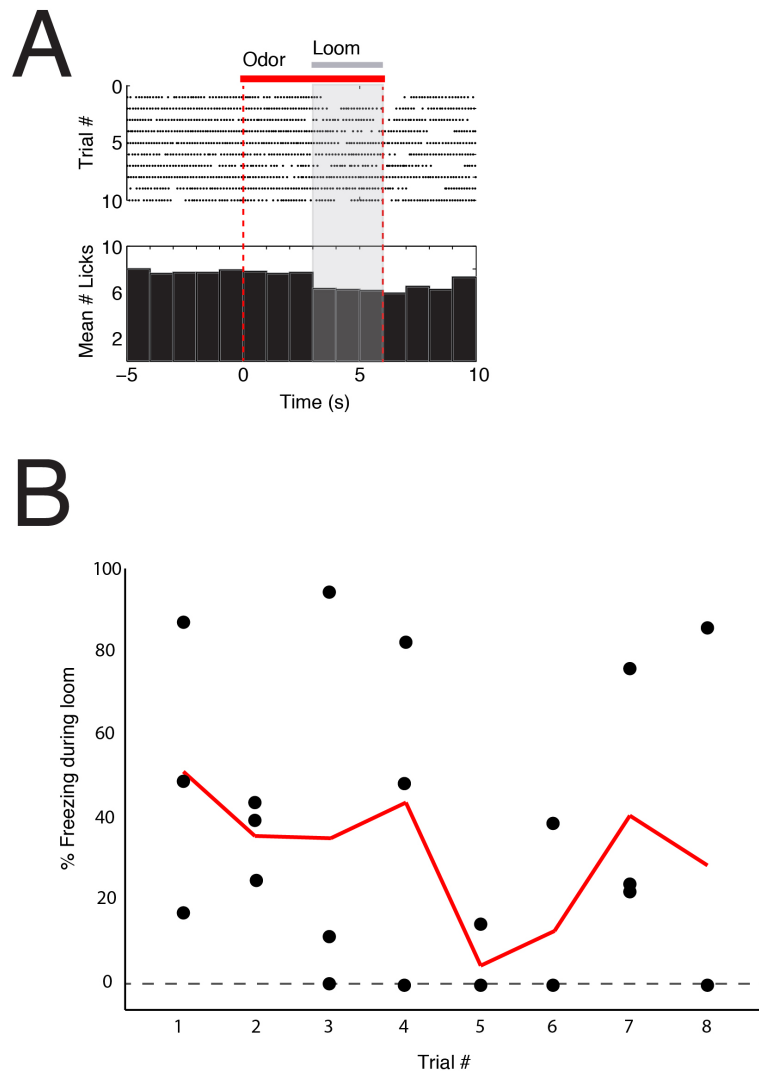 A
Loom
Odor
0
5
10
Trial #
10
6
2
Mean # Licks
−5 0 5 10
Time (s)
B
100
80
60
40
20
0
% Freezing during loom
1 2 3 4 5 6 7 8
Trial #